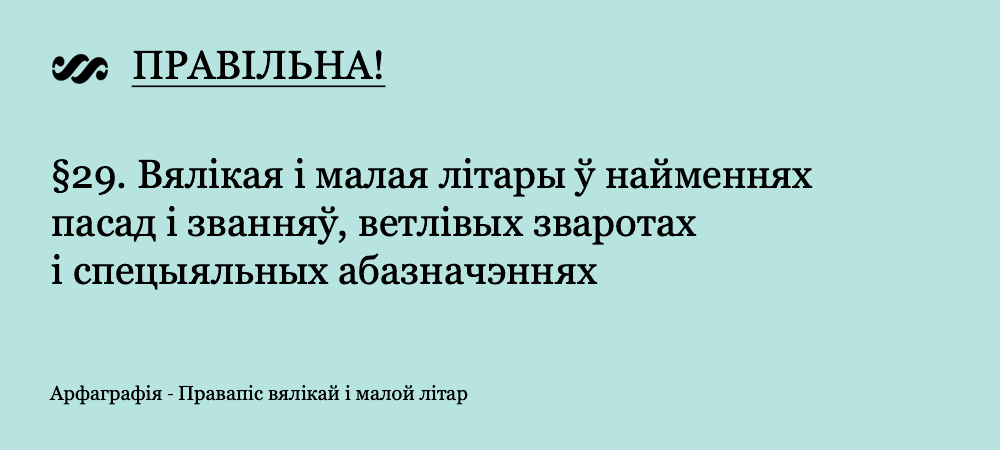 ПРАВІЛЬНА!
§29. Вялікая і малая літары ў найменнях
пасад і званняў, ветлівых зваротах
і спецыяльных абазначэннях
Арфаграфія - Правапіс вялікай і малой літар